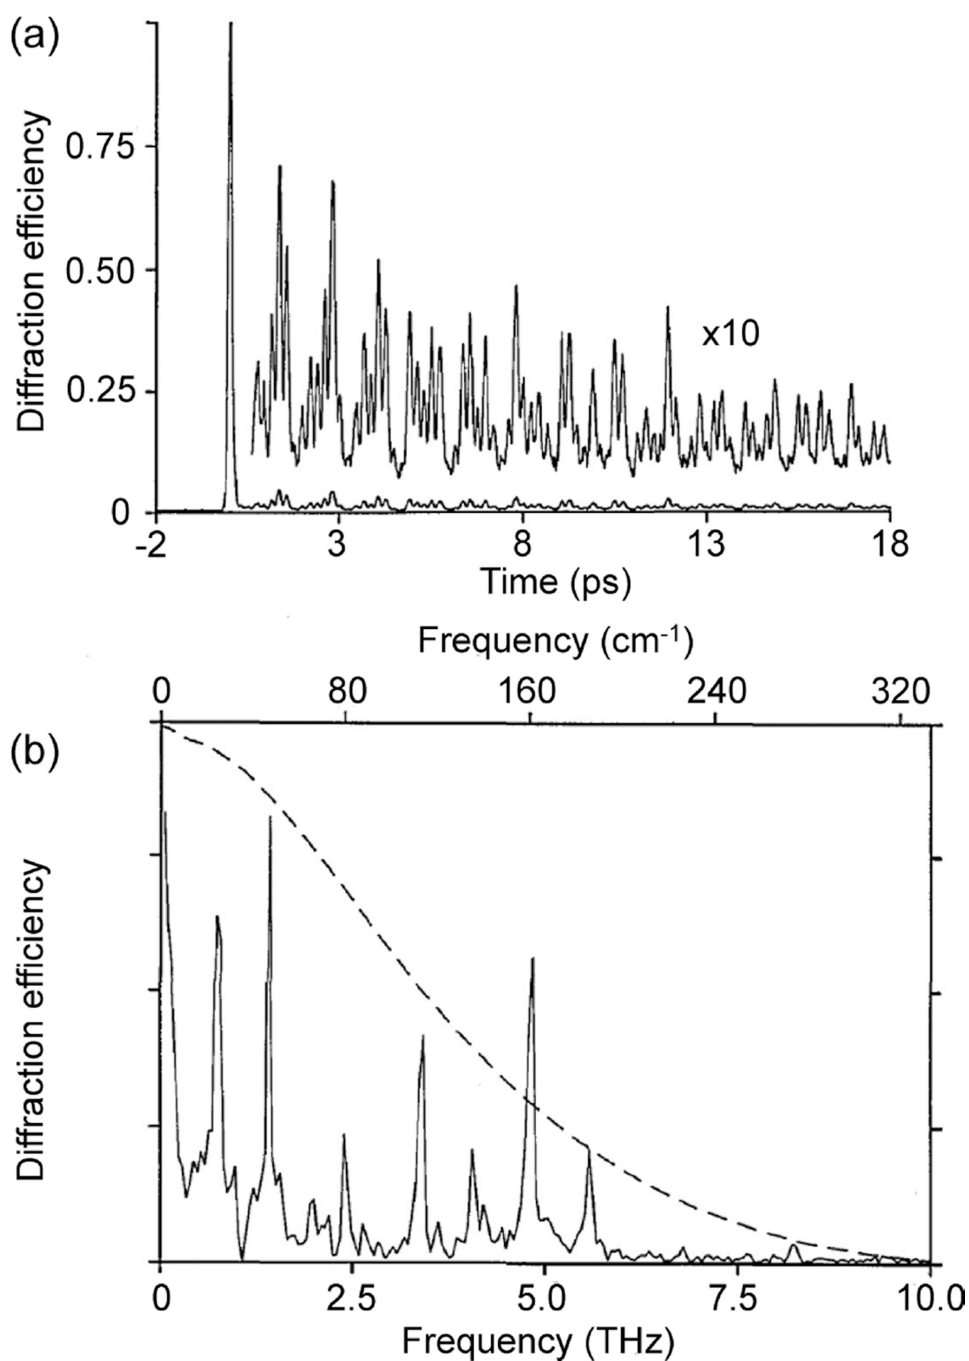 (a)
Diffraction efficiency
0.75
0.50
0.25
0
x10
-2 3 8 13 18
Time (ps)
Frequency (cm-1)
0 80 160 240 320
(b)
Diffraction efficiency
0 2.5 5.0 7.5 10.0
Frequency (THz)